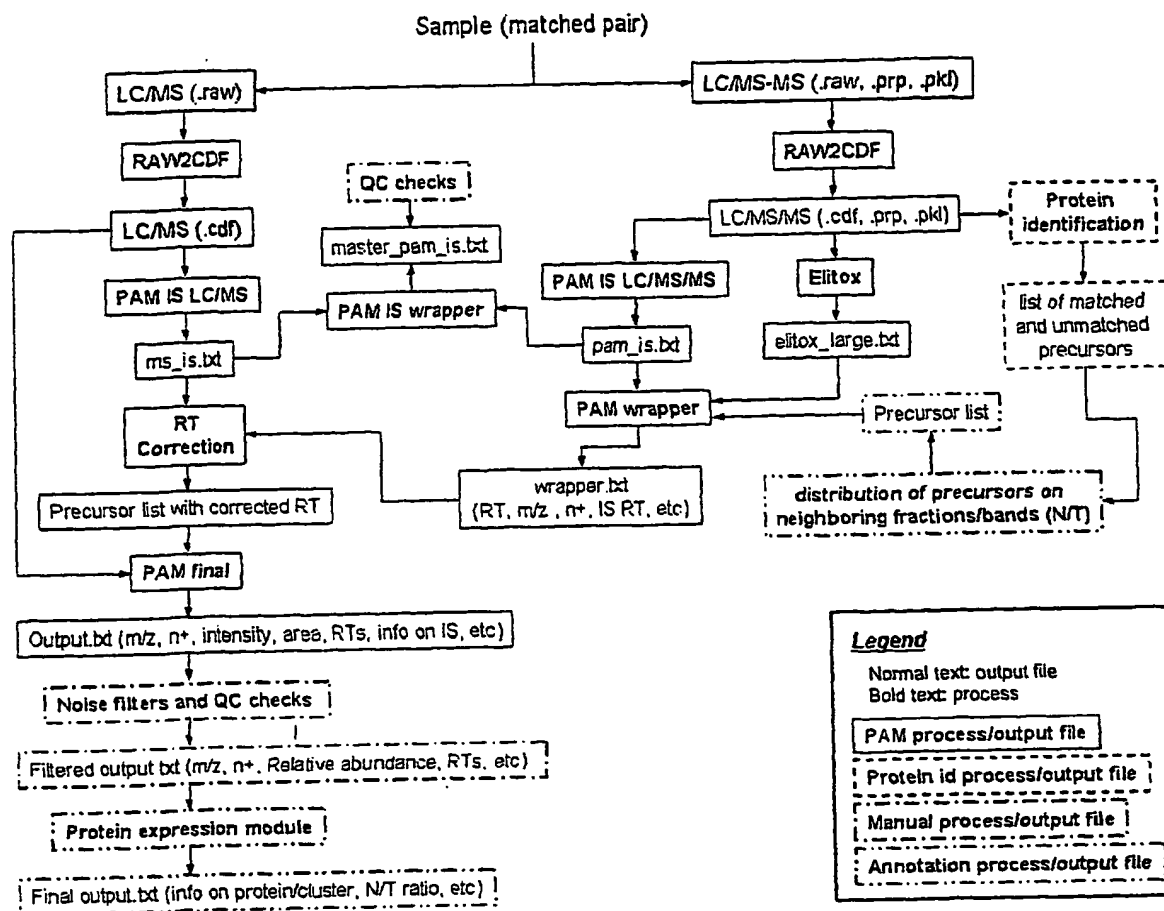 Sample (matched pair)
LC/MS (.raw)
LC/MS-MS (.raw, .prp, .pkl)
RAW2CDF
RAW2CDF
QC checks
LC/MS (.cdf)
LC/MS/MS (.cdf, .prp, .pkl)
Protein
identification
master_pam_is.txt
PAM IS LC/MS
PAM IS LC/MS/MS
Elitox
PAM IS wrapper
list of matched
and unmatched
precursors
ms_is.txt
pam_is.txt
elitox_large.txt
RT
Correction
PAM wrapper
Precursor list
wrapper.txt
(RT, m/z , n+, IS RT, etc)
distribution of precursors on
neighboring fractions/bands (N/T)
Precursor list with corrected RT
PAM final
Output.txt (m/z, n+, intensity, area, RTs, info on IS, etc)
Noise filters and QC checks
Filtered output txt (m/z, n+, Relative abundance, RTs, etc)
Protein expression module
Final output.txt (info on protein/cluster, N/T ratio, etc)
Legend
Normal text: output file
Bold text: process
PAM process/output file
Protein id process/output file
Manual process/output file
Annotation process/output file